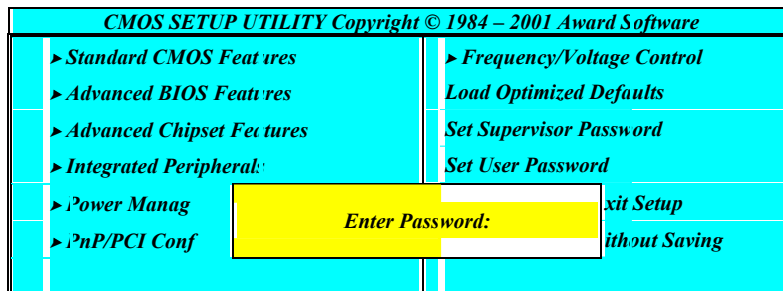 CMOS SETUP UTILITY Copyright © 1984 – 2001 Award Software
➤ Standard CMOS Features
➤ Advanced BIOS Features
➤ Advanced Chipset Features
➤ Integrated Peripherals
➤ Power Manag
➤ PnP/PCI Conf
➤ Frequency/Voltage Control
Load Optimized Defaults
Set Supervisor Password
Set User Password
xit Setup
ithout Saving
Enter Password: